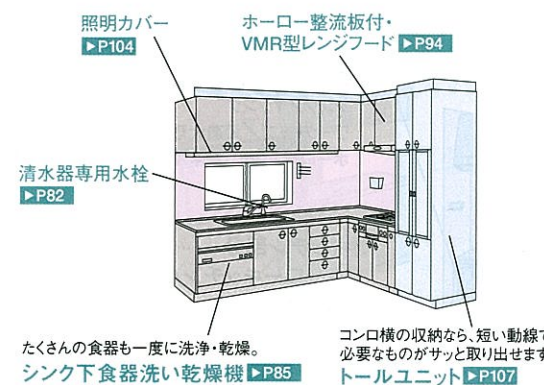 照明カバー
▶P104
ホーロー整流板付・
VMR型レンジフード ▶P94
清水器専用水栓
▶P82
たくさんの食器も一度に洗浄・乾燥。
シンク下食器洗い乾燥機 ▶P85
コンロ横の収納なら、短い動線で
必要なものがサッと取り出せます
トールユニット ▶P107